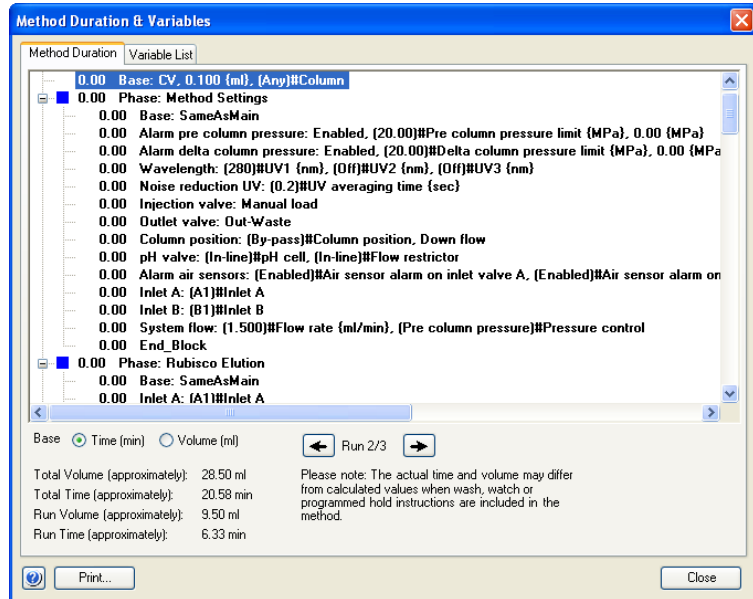 Method Duration & Variables
Method Duration Variable List
0.00 Base: CV, 0.100 {ml}, (Any)#Column
0.00 Phase: Method Settings
0.00 Base: SameAsMain
0.00 Alarm pre column pressure: Enabled, (20.00)#Pre column pressure limit {MPa}, 0.00 {MPa}
0.00 Alarm delta column pressure: Enabled, (20.00)#Delta column pressure limit {MPa}, 0.00 {MPa
0.00 Wavelength: (280)#UV1 {nm}, (Off)#UV2 {nm}, (Off)#UV3 {nm}
0.00 Noise reduction UV: (0.2)#UV averaging time {sec}
0.00 Injection valve: Manual load
0.00 Outlet valve: Out-Waste
0.00 Column position: (By-pass)#Column position, Down flow
0.00 pH valve: (In-line)#pH cell, (In-line)#Flow restrictor
0.00 Alarm air sensors: (Enabled)#Air sensor alarm on inlet valve A, (Enabled)#Air sensor alarm on
0.00 Inlet A: (A1)#Inlet A
0.00 Inlet B: (B1)#Inlet B
0.00 System flow: (1.500)#Flow rate {ml/min}, (Pre column pressure)#Pressure control
0.00 End_Block
0.00 Phase: Rubisco Elution
0.00 Base: SameAsMain
0.00 Inlet A: (A1)#Inlet A
Base Time (min) Volume (ml) Run 2/3
Total Volume (approximately): 28.50 ml
Total Time (approximately): 20.58 min
Run Volume (approximately): 9.50 ml
Run Time (approximately): 6.33 min
Please note: The actual time and volume may differ
from calculated values when wash, watch or
programmed hold instructions are included in the
method.
Print... Close